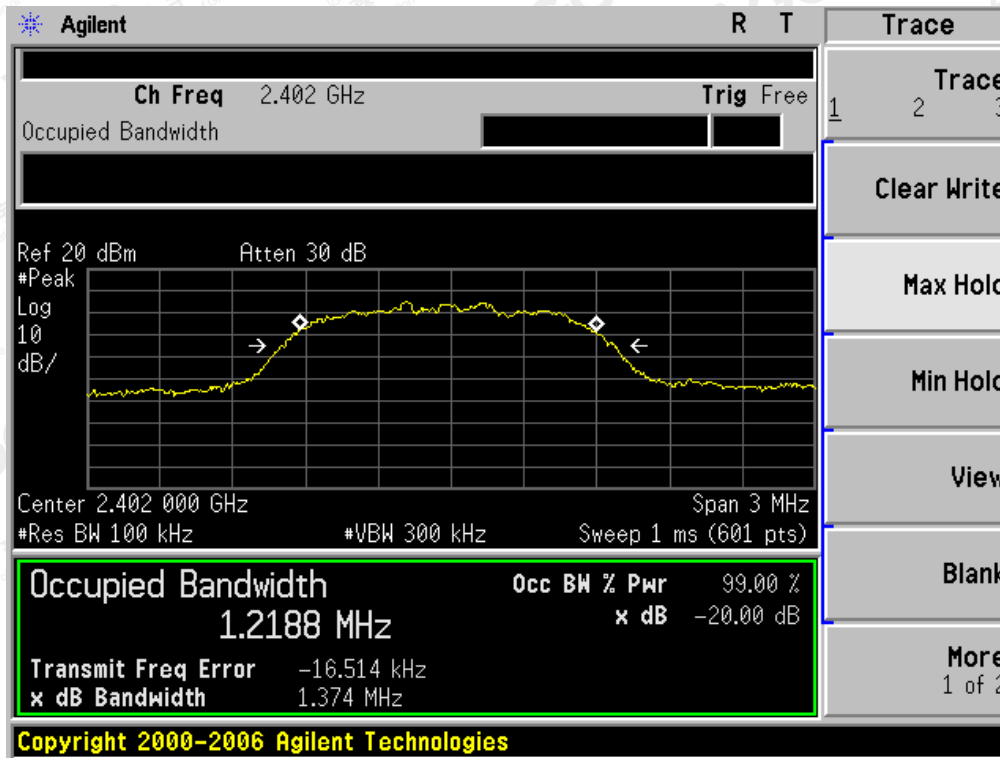 Agilent R T
Ch Freq 2.402 GHz Trig Free
Occupied Bandwidth
Ref 20 dBm Atten 30 dB
#Peak
Log
10
dB/
Center 2.402 000 GHz Span 3 MHz
#Res BW 100 kHz #VBW 300 kHz Sweep 1 ms (601 pts)
Occupied Bandwidth
1.2188 MHz
Occ BW % Pwr 99.00 %
x dB -20.00 dB
Transmit Freq Error -16.514 kHz
x dB Bandwidth 1.374 MHz
Copyright 2000-2006 Agilent Technologies
Trace
Trace
1 2 3
Clear Write
Max Hold
Min Hold
View
Blank
More
1 of 2